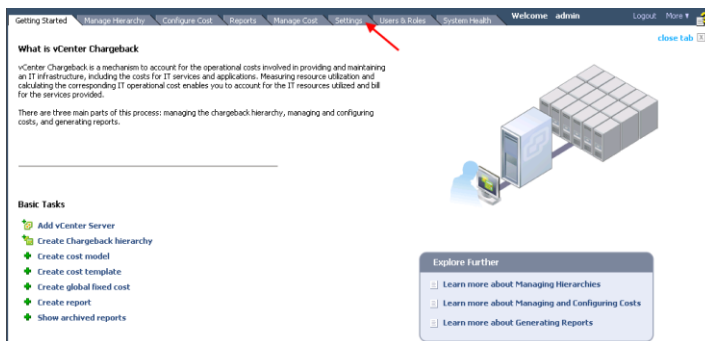 Getting Started Manage Hierarchy Configure Cost Reports Manage Cost Settings Users & Roles System Health Welcome admin Logout More
close tab
What is vCenter Chargeback
vCenter Chargeback is a mechanism to account for the operational costs involved in providing and maintaining
an IT infrastructure, including the costs for IT services and applications. Measuring resource utilization and
calculating the corresponding IT operational cost enables you to account for the IT resources utilized and bill
for the services provided.
There are three main parts of this process: managing the chargeback hierarchy, managing and configuring
costs, and generating reports.
Basic Tasks
Add vCenter Server
Create Chargeback hierarchy
Create cost model
Create cost template
Create global fixed cost
Create report
Show archived reports
Explore Further
Learn more about Managing Hierarchies
Learn more about Managing and Configuring Costs
Learn more about Generating Reports